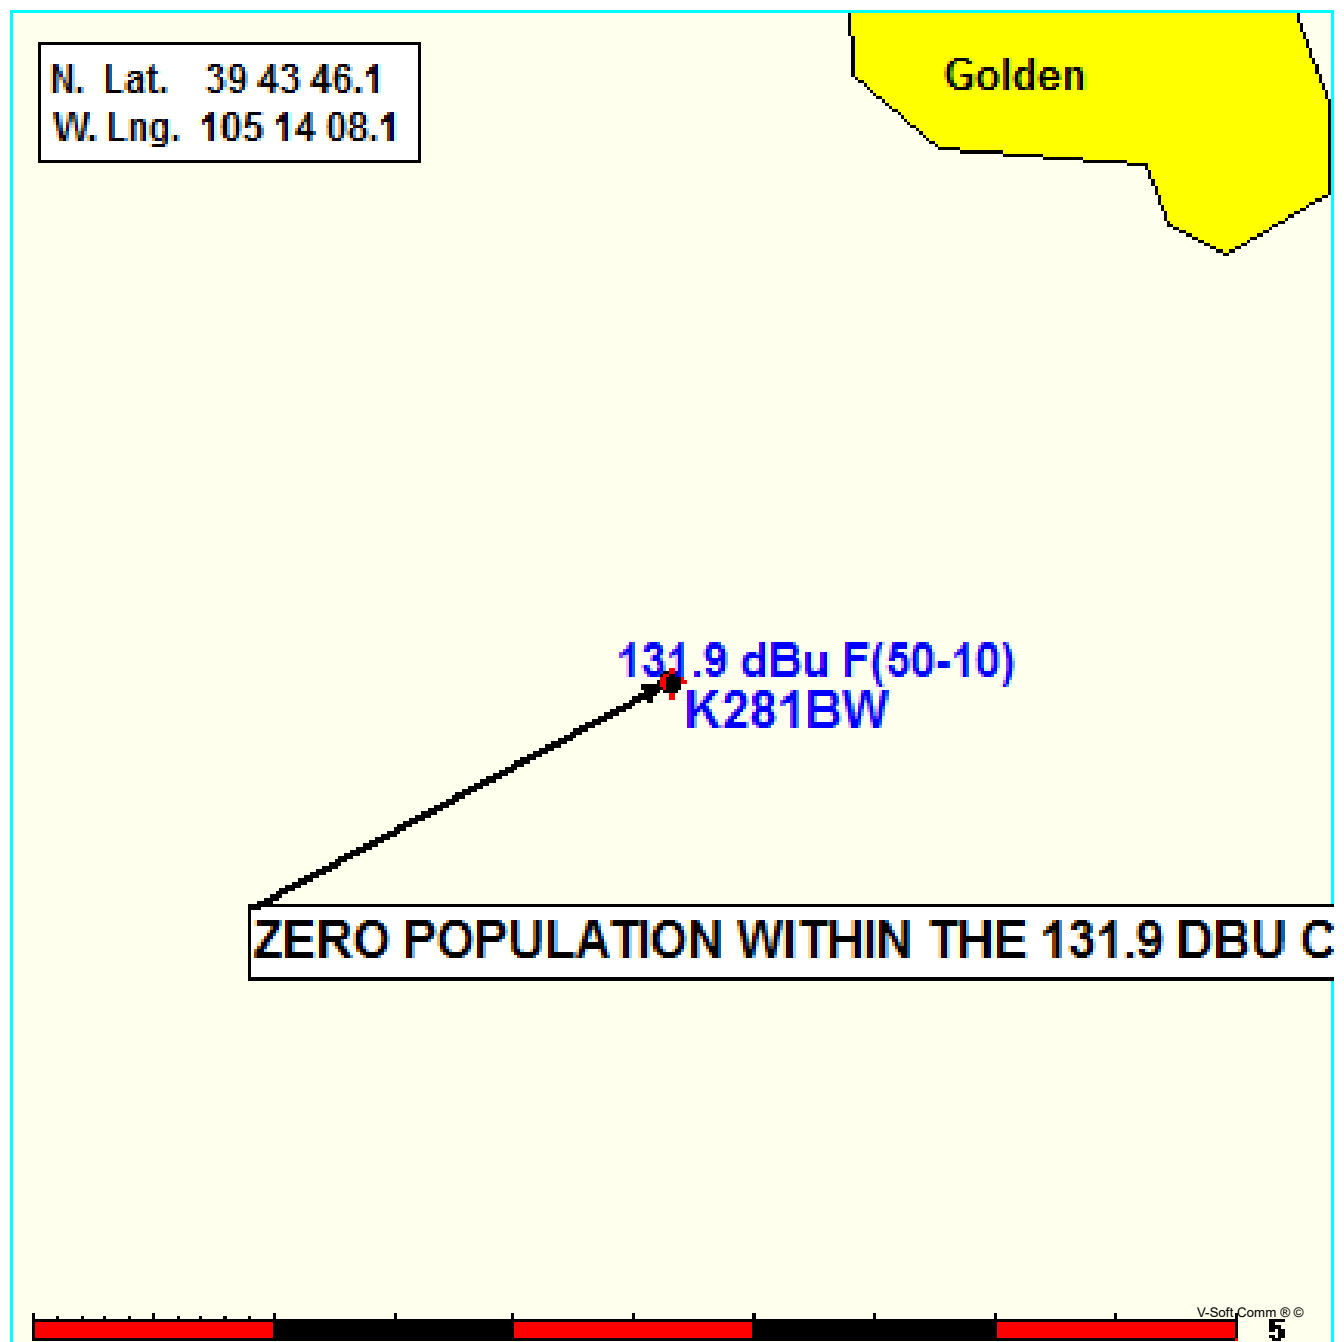 N. Lat. 39 43 46.1
W. Lng. 105 14 08.1
Golden
131.9 dBu F(50-10)
K281BW
ZERO POPULATION WITHIN THE 131.9 DBU C
V-Soft Comm ® ©
5